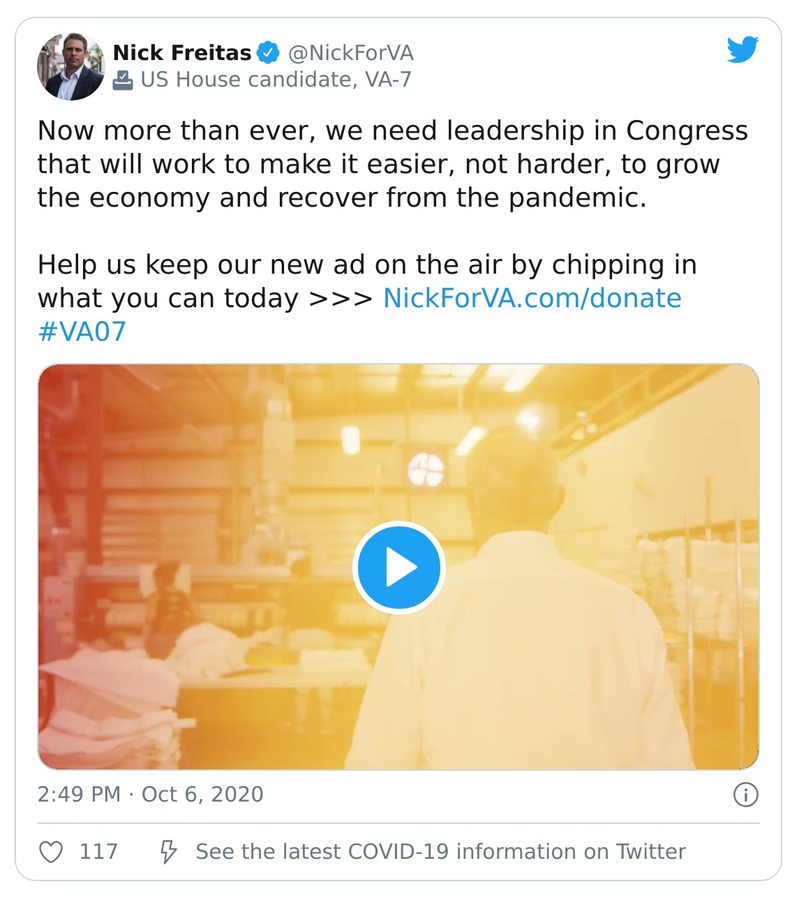 Nick Freitas @NickForVA
US House candidate, VA-7
Now more than ever, we need leadership in Congress
that will work to make it easier, not harder, to grow
the economy and recover from the pandemic.
Help us keep our new ad on the air by chipping in
what you can today >>> NickForVA.com/donate
#VA07
2:49 PM · Oct 6, 2020
117 See the latest COVID-19 information on Twitter